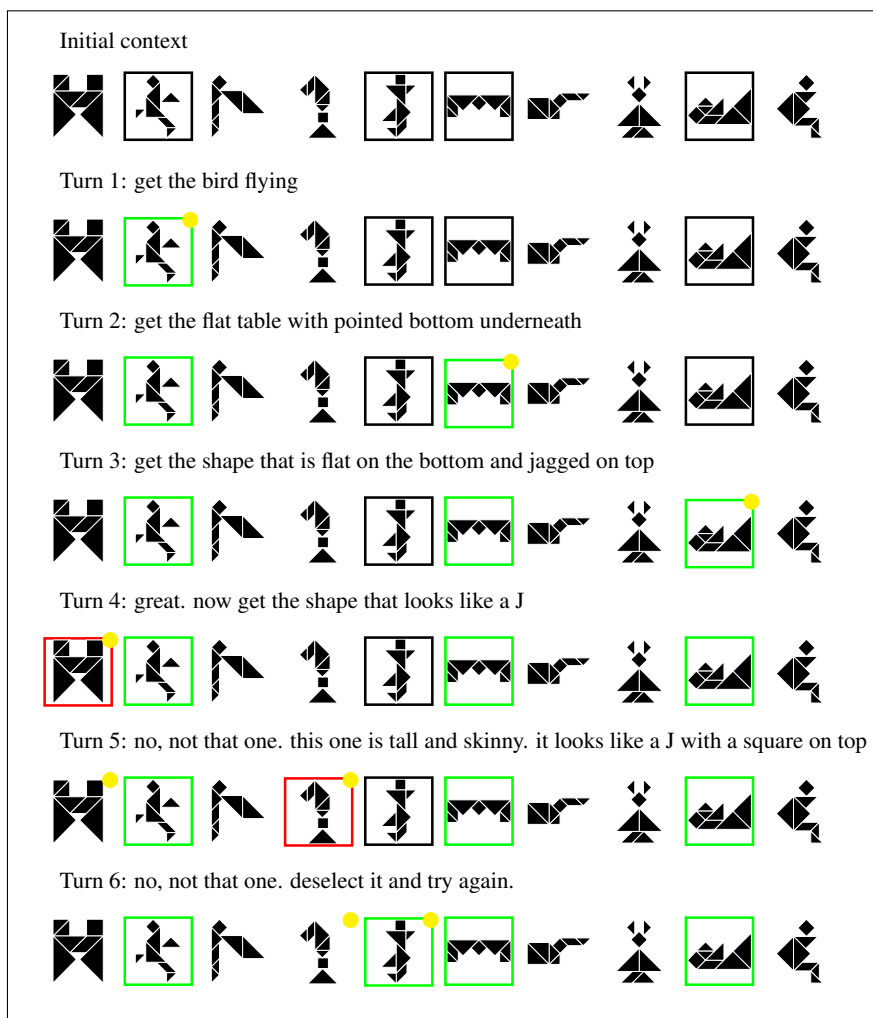 Initial context
Turn 1: get the bird flying
Turn 2: get the flat table with pointed bottom underneath
Turn 3: get the shape that is flat on the bottom and jagged on top
Turn 4: great. now get the shape that looks like a J
Turn 5: no, not that one. this one is tall and skinny. it looks like a J with a square on top
Turn 6: no, not that one. deselect it and try again.